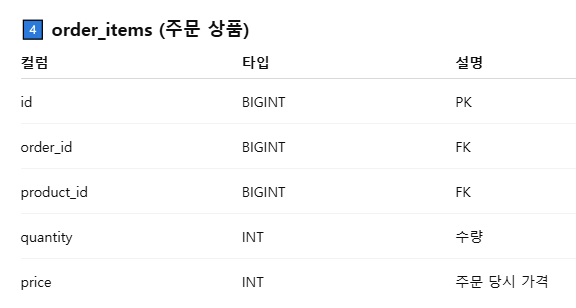 4 order_items (주문 상품)
컬럼 타입 설명
id BIGINT PK
order_id BIGINT FK
product_id BIGINT FK
quantity INT 수량
price INT 주문 당시 가격